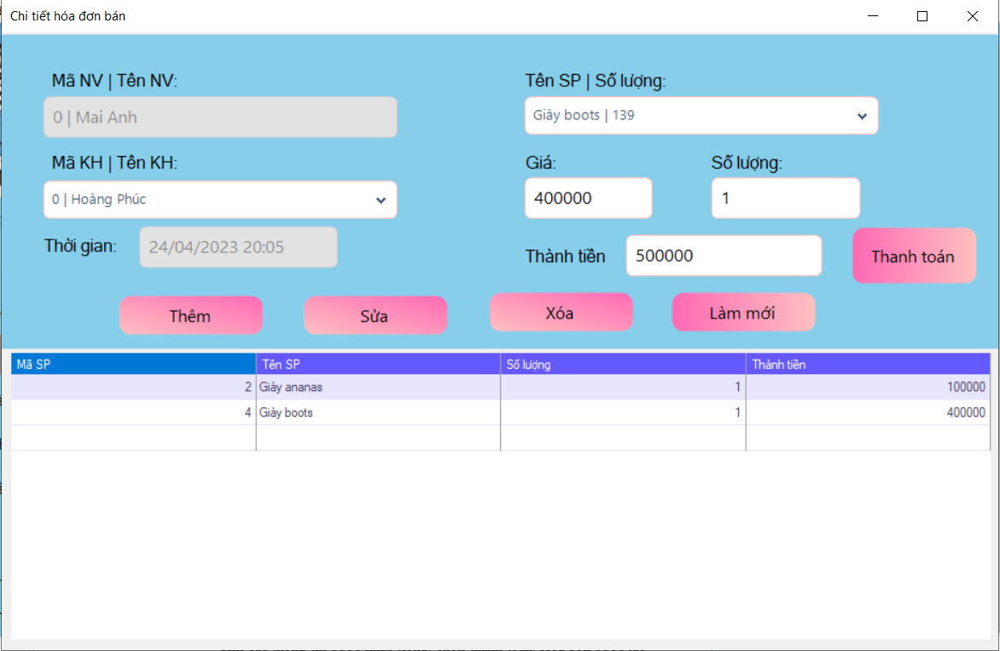 Chi tiết hóa đơn bán
Mã NV | Tên NV:
0 | Mai Anh
Mã KH | Tên KH:
0 | Hoàng Phúc
Thời gian: 24/04/2023 20:05
Tên SP | Số lượng:
Giày boots | 139
Giá: Số lượng:
400000 1
Thành tiền 500000 Thanh toán
Thêm Sửa Xóa Làm mới
Mã SP Tên SP Số lượng Thành tiền
2 Giày ananas 1 100000
4 Giày boots 1 400000